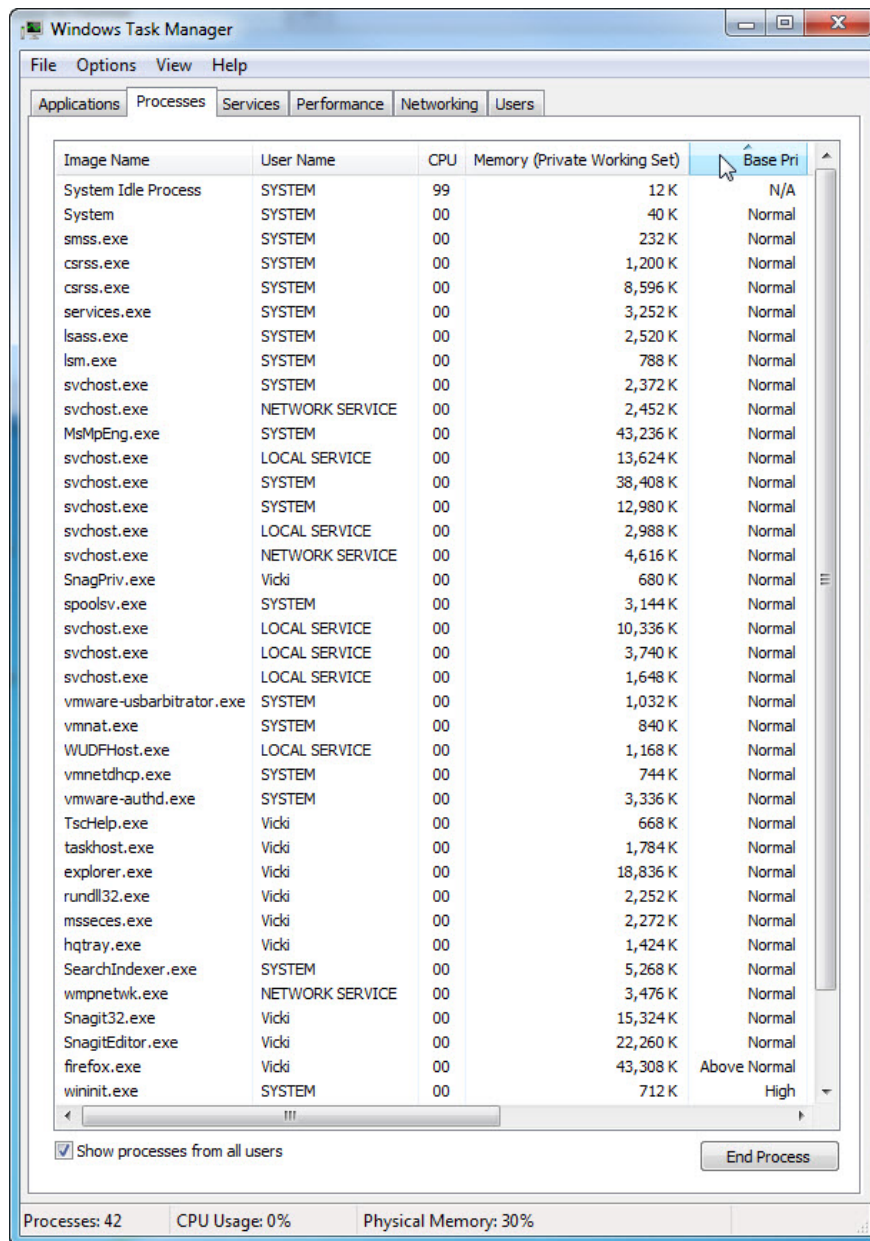 Windows Task Manager
File Options View Help
Applications Processes Services Performance Networking Users
Image Name User Name CPU Memory (Private Working Set) Base Pri
System Idle Process SYSTEM 99 12 K N/A
System SYSTEM 00 40 K Normal
smss.exe SYSTEM 00 232 K Normal
csrss.exe SYSTEM 00 1,200 K Normal
csrss.exe SYSTEM 00 8,596 K Normal
services.exe SYSTEM 00 3,252 K Normal
lsass.exe SYSTEM 00 2,520 K Normal
lsm.exe SYSTEM 00 788 K Normal
svchost.exe SYSTEM 00 2,372 K Normal
svchost.exe NETWORK SERVICE 00 2,452 K Normal
MsMpEng.exe SYSTEM 00 43,236 K Normal
svchost.exe LOCAL SERVICE 00 13,624 K Normal
svchost.exe SYSTEM 00 38,408 K Normal
svchost.exe SYSTEM 00 12,980 K Normal
svchost.exe LOCAL SERVICE 00 2,988 K Normal
svchost.exe NETWORK SERVICE 00 4,616 K Normal
SnagPriv.exe Vicki 00 680 K Normal
spoolsv.exe SYSTEM 00 3,144 K Normal
svchost.exe LOCAL SERVICE 00 10,336 K Normal
svchost.exe LOCAL SERVICE 00 3,740 K Normal
svchost.exe LOCAL SERVICE 00 1,648 K Normal
vmware-usbarbitrator.exe SYSTEM 00 1,032 K Normal
vmnat.exe SYSTEM 00 840 K Normal
WUDFHost.exe LOCAL SERVICE 00 1,168 K Normal
vmnetdhcp.exe SYSTEM 00 744 K Normal
vmware-authd.exe SYSTEM 00 3,336 K Normal
TscHelp.exe Vicki 00 668 K Normal
taskhost.exe Vicki 00 1,784 K Normal
explorer.exe Vicki 00 18,836 K Normal
rundll32.exe Vicki 00 2,252 K Normal
msseces.exe Vicki 00 2,272 K Normal
hqtray.exe Vicki 00 1,424 K Normal
SearchIndexer.exe SYSTEM 00 5,268 K Normal
wmpnetwk.exe NETWORK SERVICE 00 3,476 K Normal
Snagit32.exe Vicki 00 15,324 K Normal
SnagitEditor.exe Vicki 00 22,260 K Normal
firefox.exe Vicki 00 43,308 K Above Normal
wininit.exe SYSTEM 00 712 K High
Show processes from all users End Process
Processes: 42 CPU Usage: 0% Physical Memory: 30%